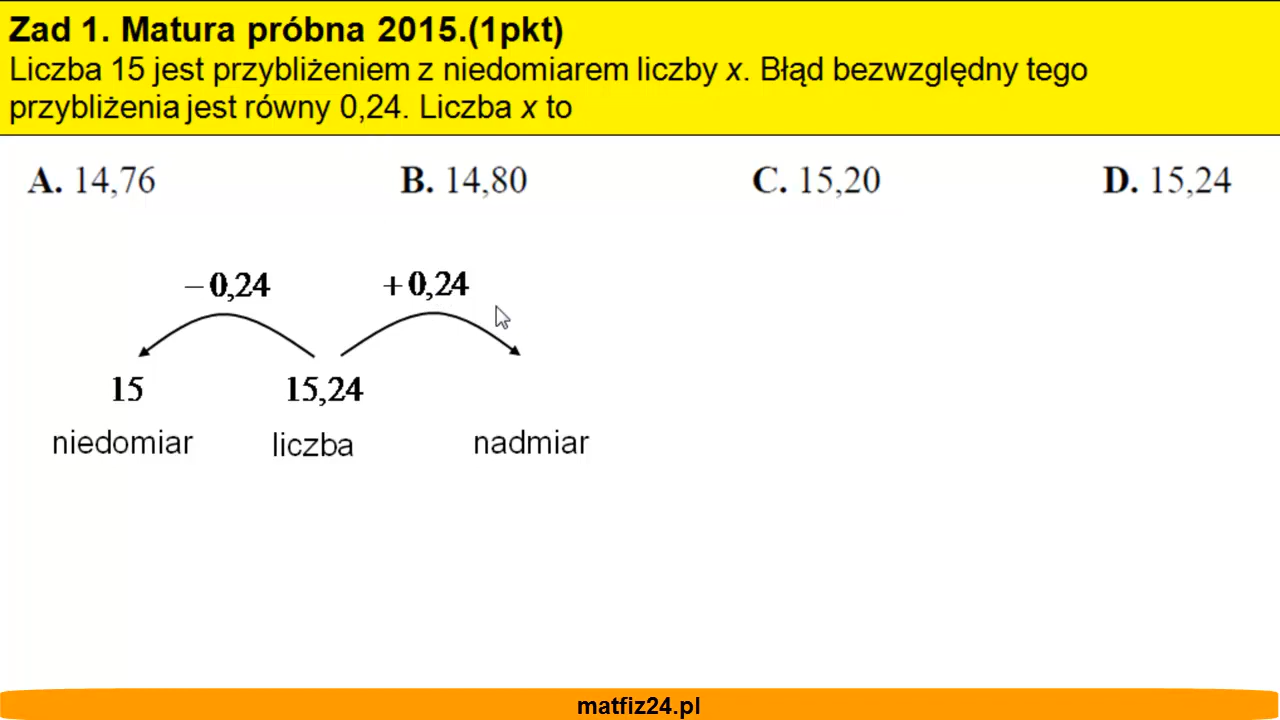 Zad 1. Matura próbna 2015.(1pkt)
Liczba 15 jest przybliżeniem z niedomiarem liczby x. Błąd bezwzględny tego
przybliżenia jest równy 0,24. Liczba x to
A. 14,76 B. 14,80 C. 15,20 D. 15,24
− 0,24 + 0,24
15 15,24
niedomiar liczba nadmiar
matfiz24.pl